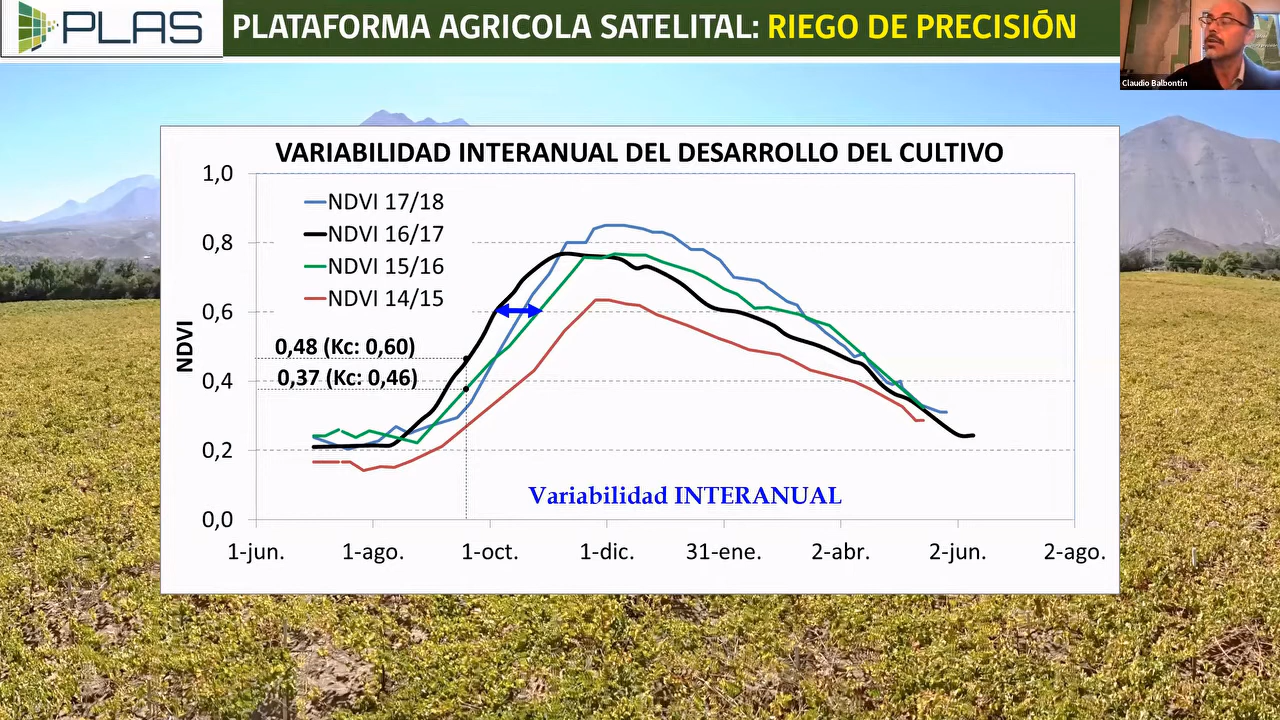 PLAS
PLATAFORMA AGRICOLA SATELITAL: RIEGO DE PRECISIÓN
Claudio Balbontín
VARIABILIDAD INTERANUAL DEL DESARROLLO DEL CULTIVO
1,0
0,8
0,6
0,4
0,2
0,0
NDVI
NDVI 17/18
NDVI 16/17
NDVI 15/16
NDVI 14/15
0,48 (Kc: 0,60)
0,37 (Kc: 0,46)
Variabilidad INTERANUAL
1-jun. 1-ago. 1-oct. 1-dic. 31-ene. 2-abr. 2-jun. 2-ago.